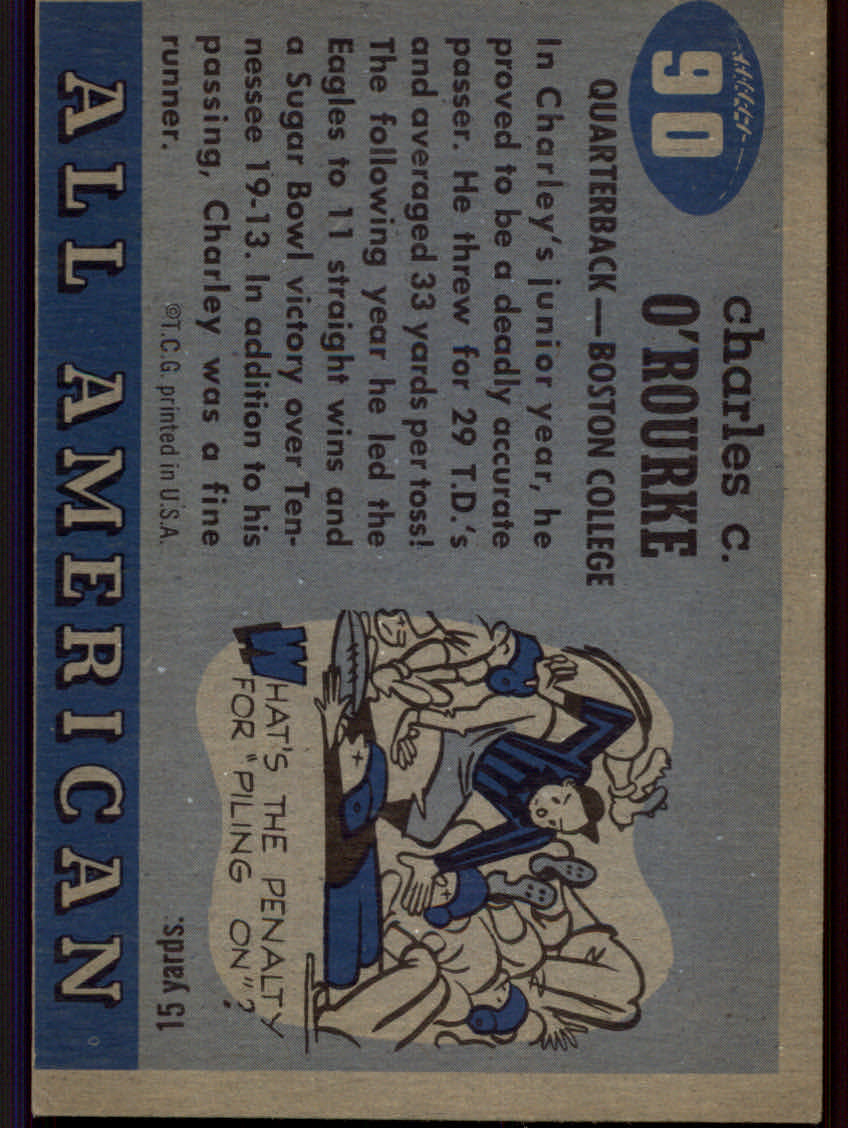 90
charles c.
O'ROURKE
QUARTERBACK—BOSTON COLLEGE
In Charley's junior year, he
proved to be a deadly accurate
passer. He threw for 29 T.D.'s
and averaged 33 yards per toss!
The following year he led the
Eagles to 11 straight wins and
a Sugar Bowl victory over Ten-
nessee 19-13. In addition to his
passing, Charley was a fine
runner.
©T.C.G. printed in U.S.A.
WHAT'S THE PENALTY
FOR "PILING ON"?
15 yards.
ALL AMERICAN